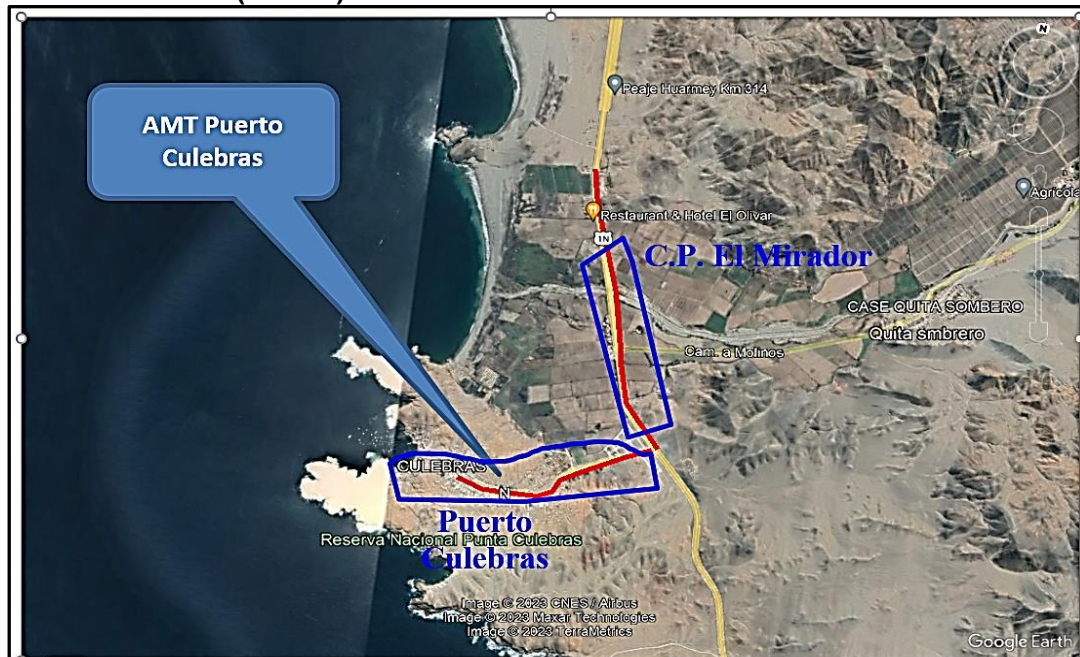 N
Peaje Huarmey Km 314
AMT Puerto
Culebras
Agrícola
Restaurant & Hotel El Olivar
1N
C.P. El Mirador
CASE QUITA SOMBERO
Quita smbrero
Cam. a Molinos
CULEBRAS
N
Puerto
Culebras
Reserva Nacional Punta Culebras
Image © 2023 CNES / Airbus
Image © 2023 Maxar Technologies
Image © 2023 TerraMetrics
Google Earth